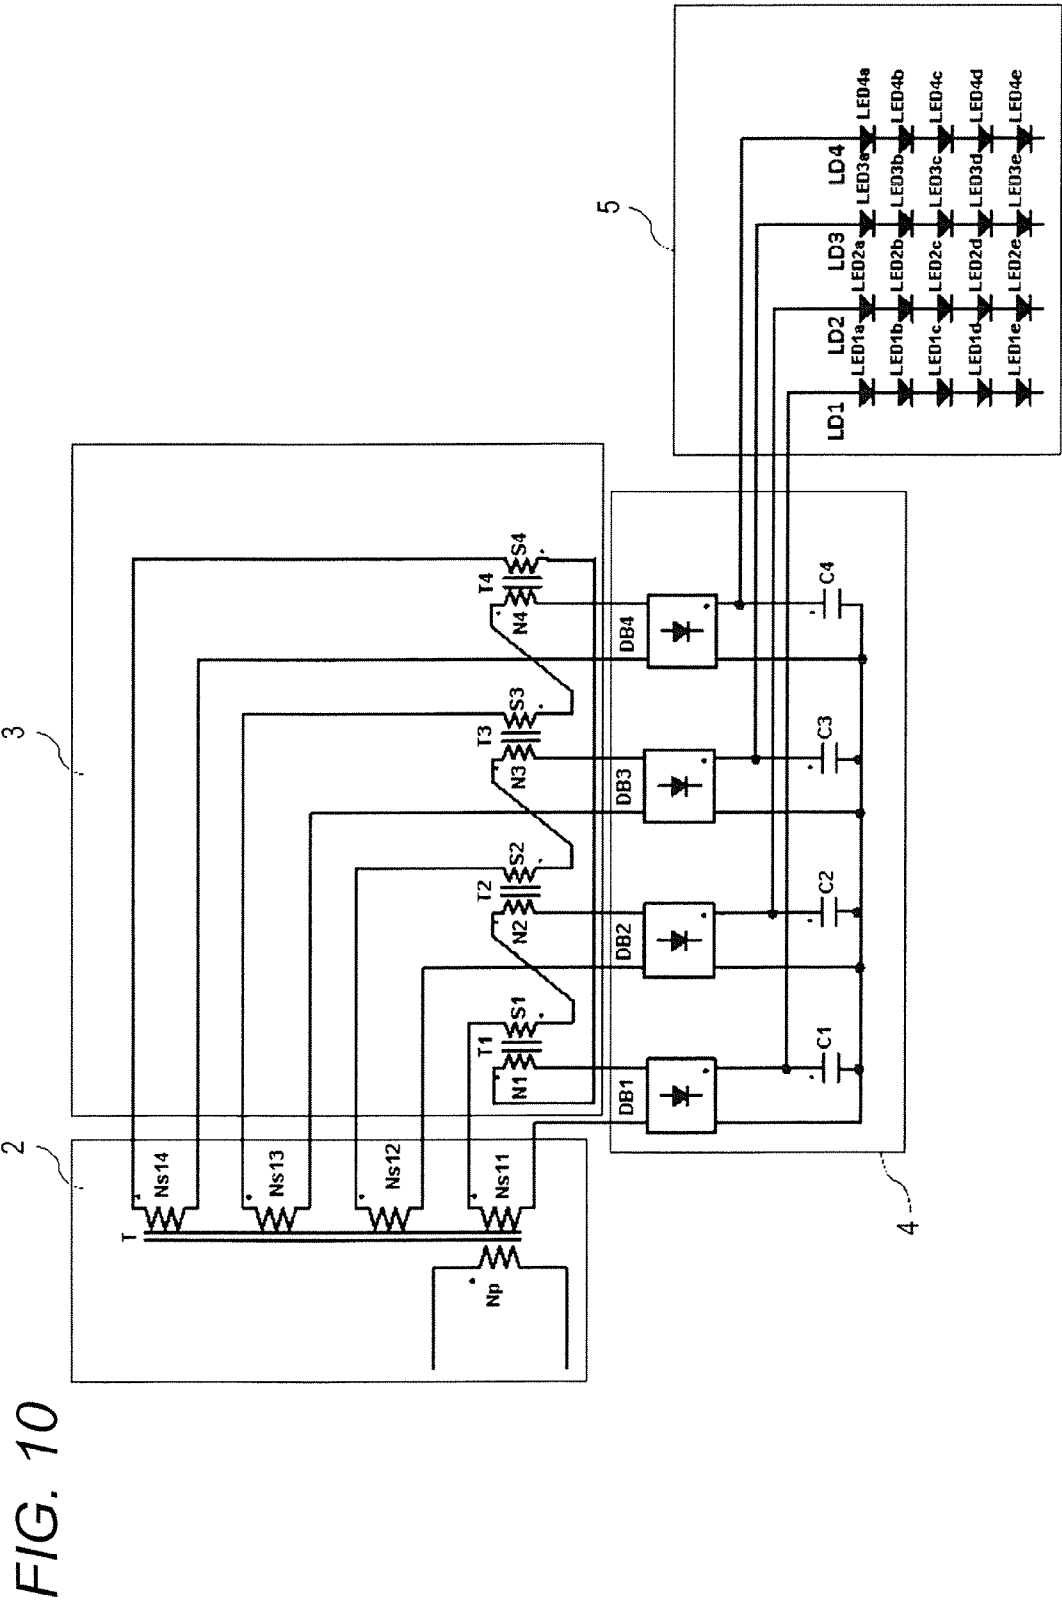 FIG. 10
2
3
4
5
T
Np
Ns14
Ns13
Ns12
Ns11
T1
N1
S1
T2
N2
S2
T3
N3
S3
T4
N4
S4
DB1
DB2
DB3
DB4
C1
C2
C3
C4
LD1
LED1a
LED1b
LED1c
LED1d
LED1e
LD2
LED2a
LED2b
LED2c
LED2d
LED2e
LD3
LED3a
LED3b
LED3c
LED3d
LED3e
LD4
LED4a
LED4b
LED4c
LED4d
LED4e